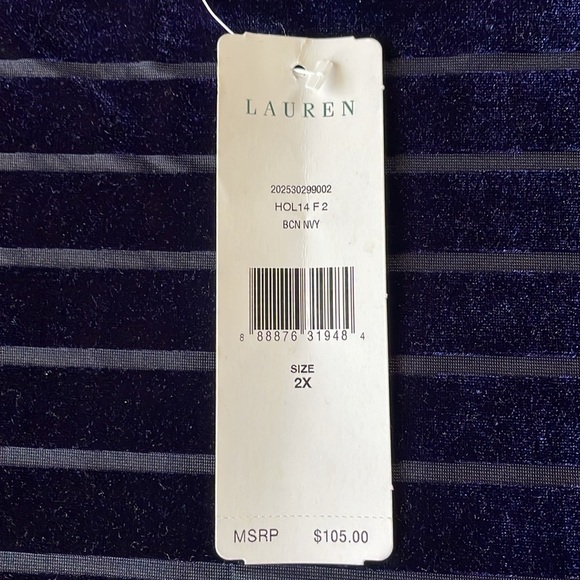 LAUREN
202530299002
HOL14 F 2
BCN NVY
8 88876 31948 4
SIZE
2X
MSRP $105.00